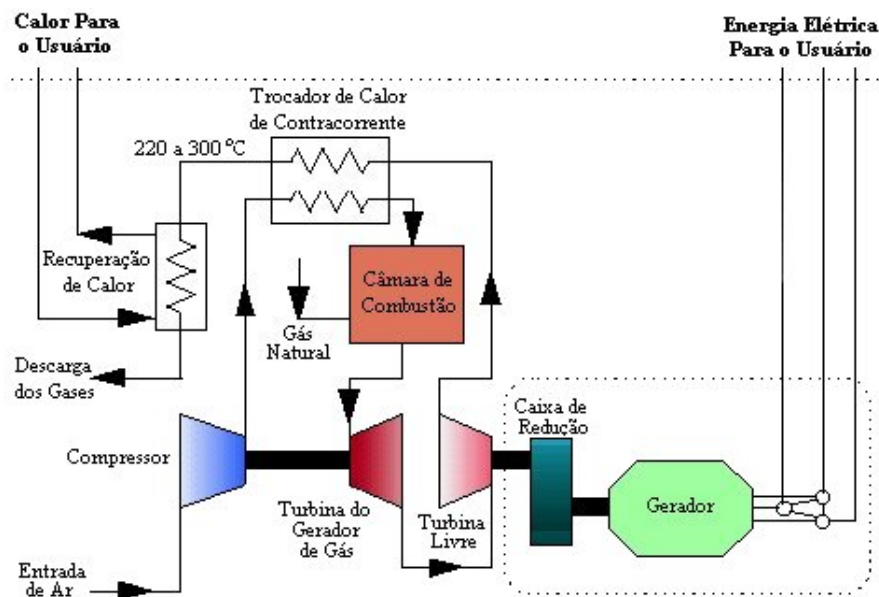 Calor Para
o Usuário
Energia Elétrica
Para o Usuário
Trocador de Calor
de Contracorrente
220 a 300 °C
Recuperação
de Calor
Câmara de
Combustão
Gás
Natural
Descarga
dos Gases
Caixa de
Redução
Compressor
Gerador
Turbina do
Gerador
de Gás
Turbina
Livre
Entrada
de Ar